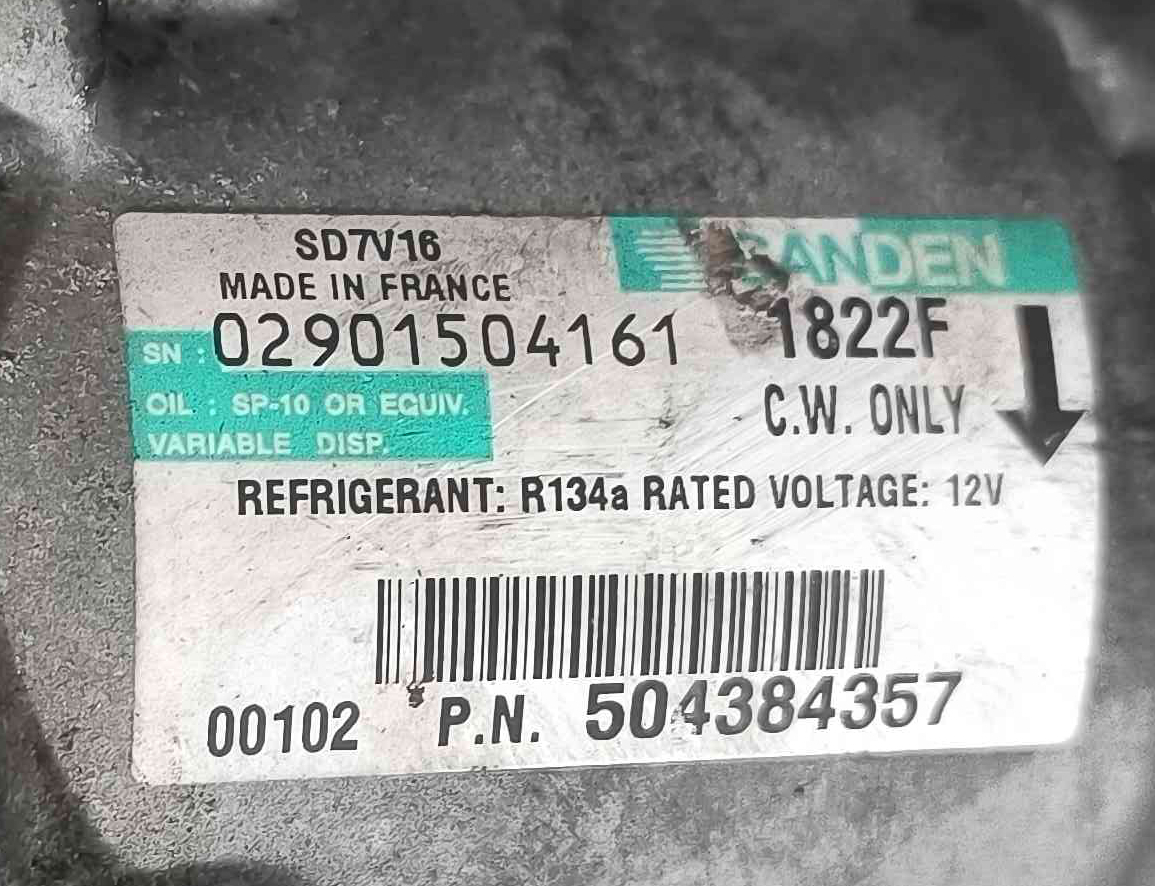 SD7V16
SANDEN
MADE IN FRANCE
SN : 02901504161
1822F
OIL : SP-10 OR EQUIV.
C.W. ONLY
VARIABLE DISP.
REFRIGERANT: R134a RATED VOLTAGE: 12V
00102 P.N. 504384357